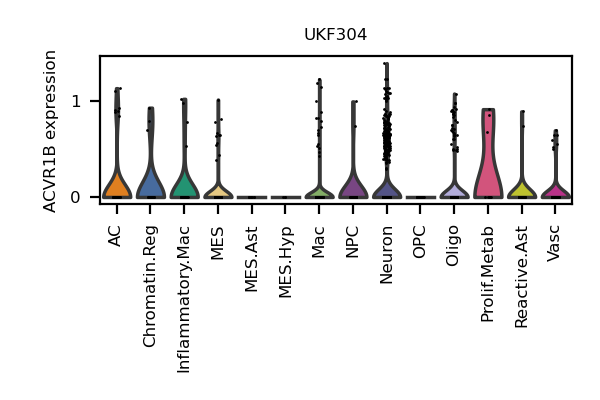 UKF304
ACVR1B expression
1
0
AC
Chromatin.Reg
Inflammatory.Mac
MES
MES.Ast
MES.Hyp
Mac
NPC
Neuron
OPC
Oligo
Prolif.Metab
Reactive.Ast
Vasc